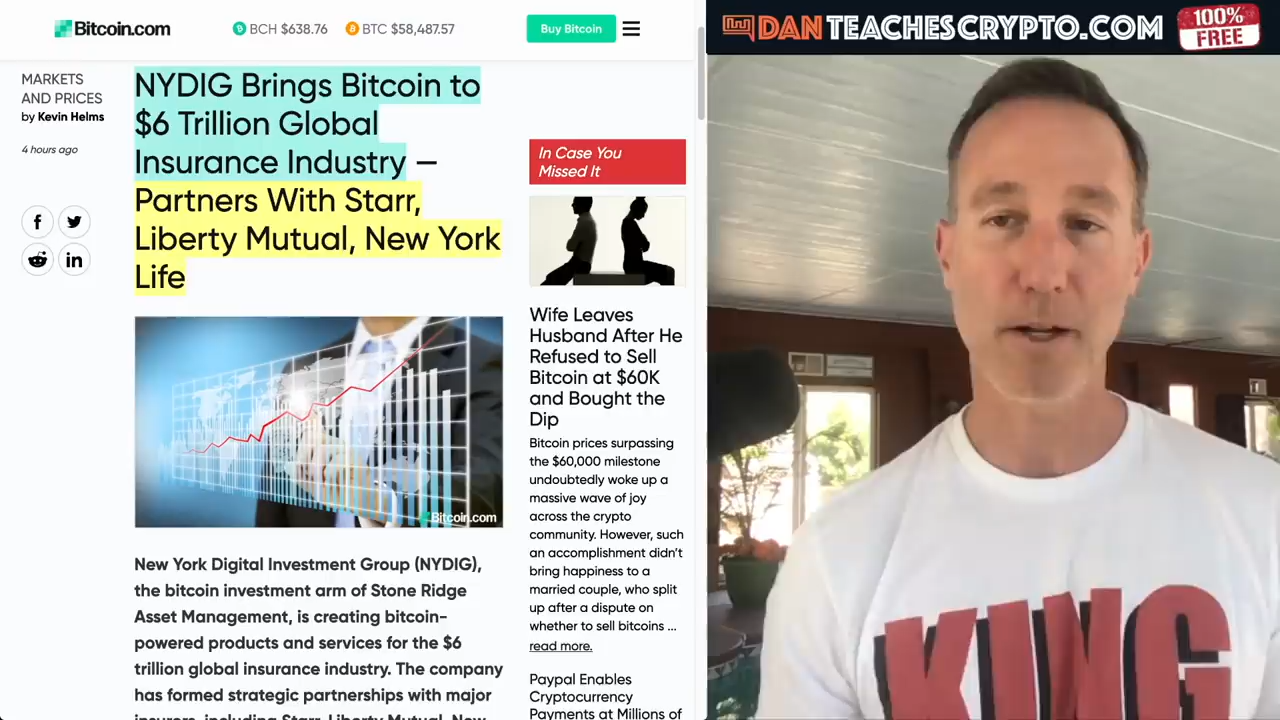 Bitcoin.com
BCH $638.76
BTC $58,487.57
Buy Bitcoin
MARKETS
AND PRICES
by Kevin Helms
4 hours ago
NYDIG Brings Bitcoin to
$6 Trillion Global
Insurance Industry —
Partners With Starr,
Liberty Mutual, New York
Life
Bitcoin.com
New York Digital Investment Group (NYDIG),
the bitcoin investment arm of Stone Ridge
Asset Management, is creating bitcoin-
powered products and services for the $6
trillion global insurance industry. The company
has formed strategic partnerships with major
insurers, including Starr, Liberty Mutual, New
In Case You
Missed It
Wife Leaves
Husband After He
Refused to Sell
Bitcoin at $60K
and Bought the
Dip
Bitcoin prices surpassing
the $60,000 milestone
undoubtedly woke up a
massive wave of joy
across the crypto
community. However, such
an accomplishment didn't
bring happiness to a
married couple, who split
up after a dispute on
whether to sell bitcoins ...
read more.
Paypal Enables
Cryptocurrency
Payments at Millions of
DANTEACHESCRYPTO.COM
100%
FREE
KING